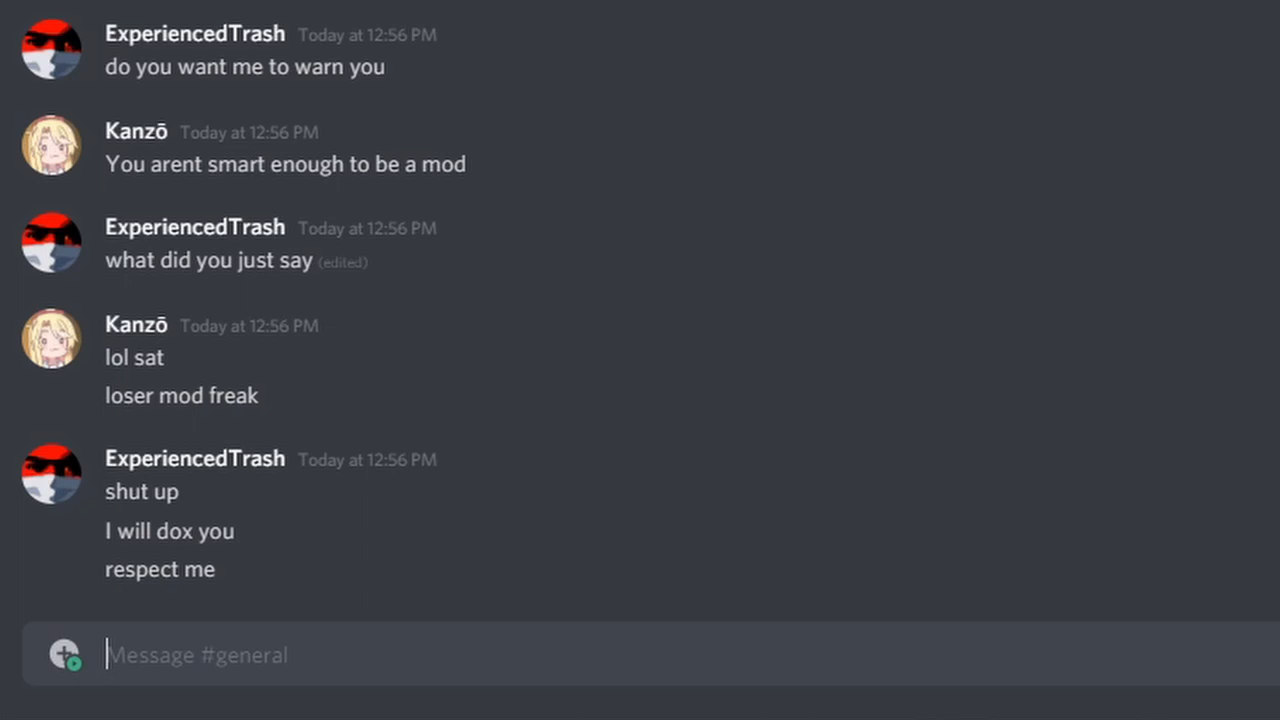 ExperiencedTrash Today at 12:56 PM
do you want me to warn you
Kanzō Today at 12:56 PM
You arent smart enough to be a mod
ExperiencedTrash Today at 12:56 PM
what did you just say (edited)
Kanzō Today at 12:56 PM
lol sat
loser mod freak
ExperiencedTrash Today at 12:56 PM
shut up
I will dox you
respect me
Message #general